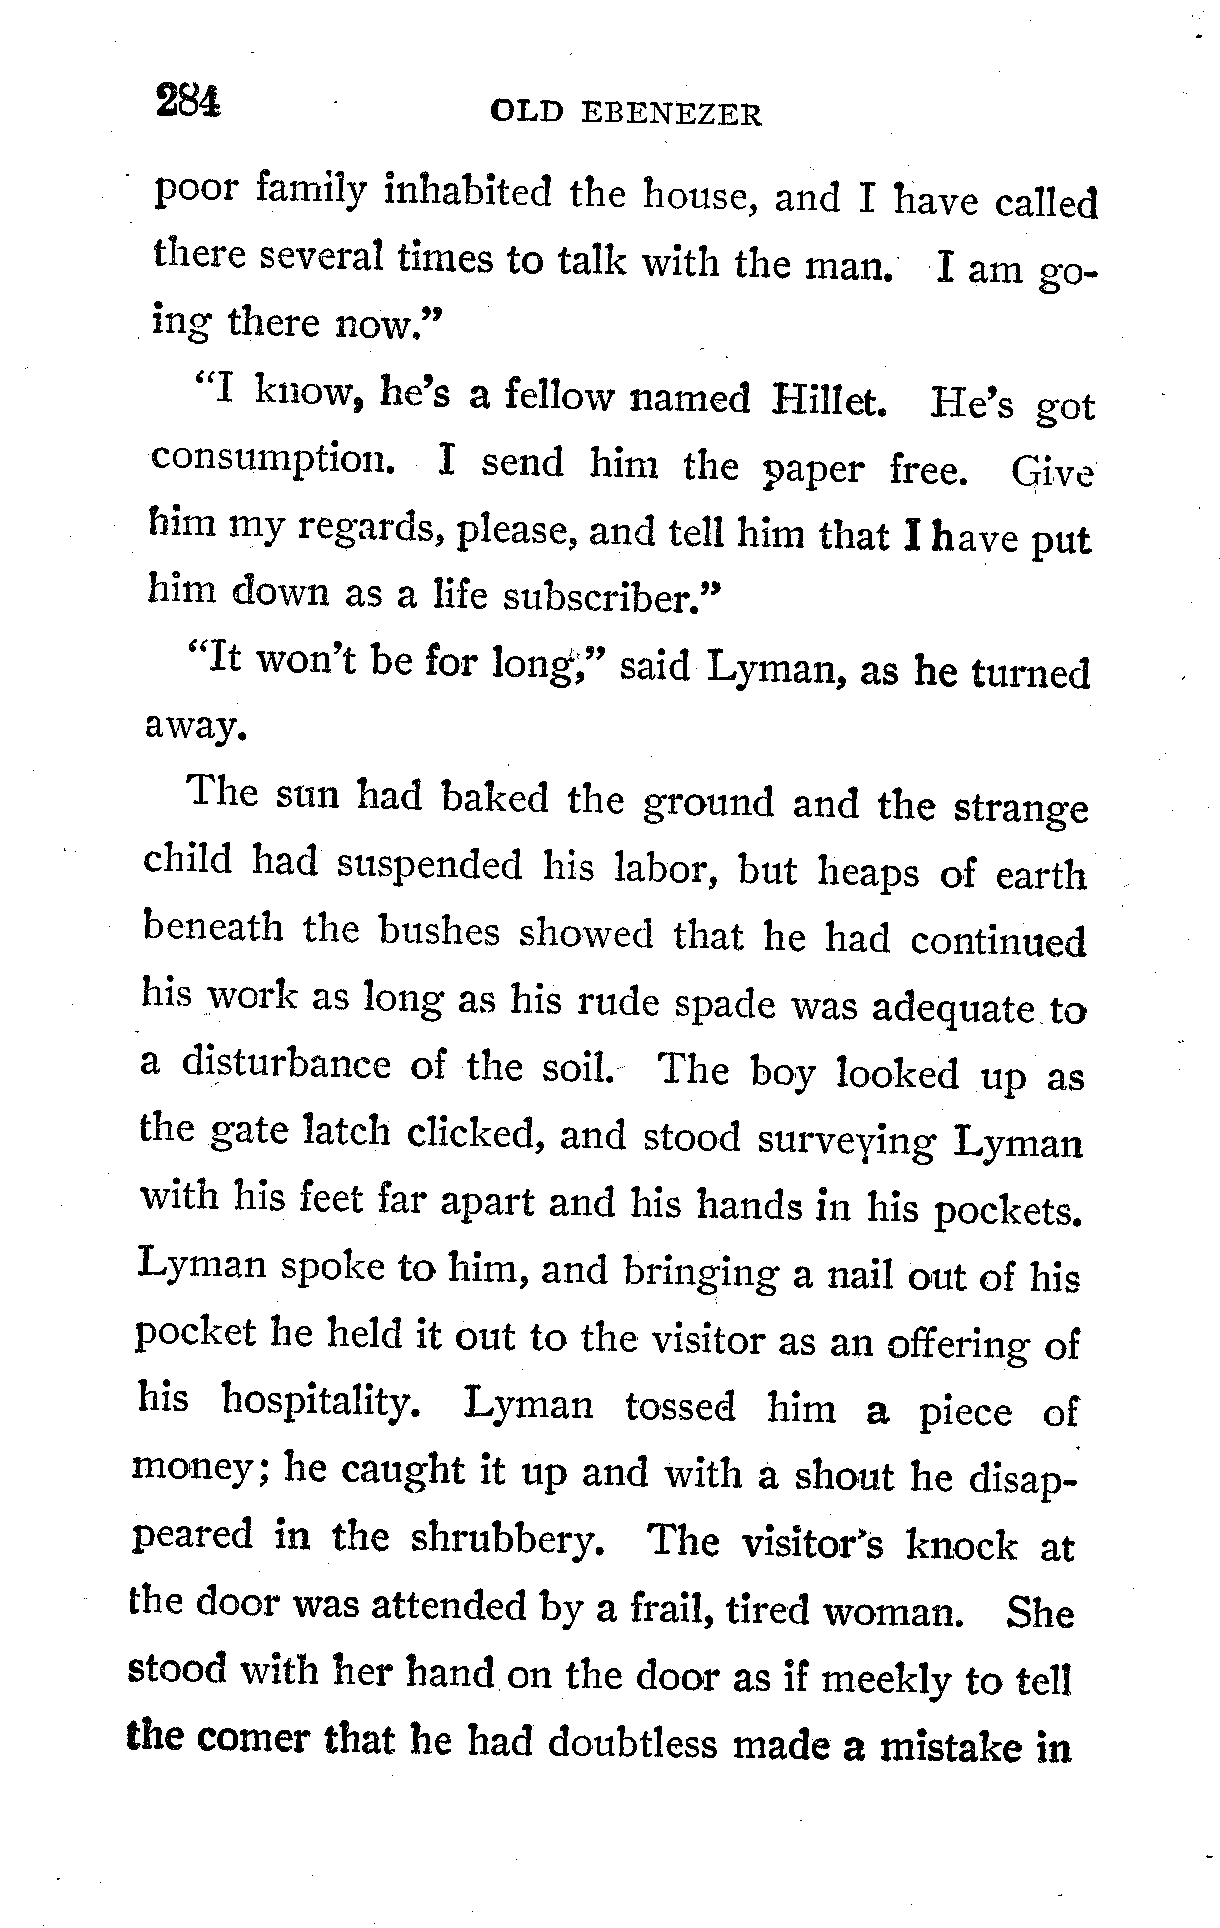 284
OLD EBENEZER
poor family inhabited the house, and I have called
there several times to talk with the man. I am go-
ing there now.”
“I know, he’s a fellow named Hillet. He’s got
consumption. I send him the paper free. Give
him my regards, please, and tell him that I have put
him down as a life subscriber.”
“It won’t be for long,” said Lyman, as he turned
away.
The sun had baked the ground and the strange
child had suspended his labor, but heaps of earth
beneath the bushes showed that he had continued
his work as long as his rude spade was adequate to
a disturbance of the soil. The boy looked up as
the gate latch clicked, and stood surveying Lyman
with his feet far apart and his hands in his pockets.
Lyman spoke to him, and bringing a nail out of his
pocket he held it out to the visitor as an offering of
his hospitality. Lyman tossed him a piece of
money; he caught it up and with a shout he disap-
peared in the shrubbery. The visitor’s knock at
the door was attended by a frail, tired woman. She
stood with her hand on the door as if meekly to tell
the comer that he had doubtless made a mistake in